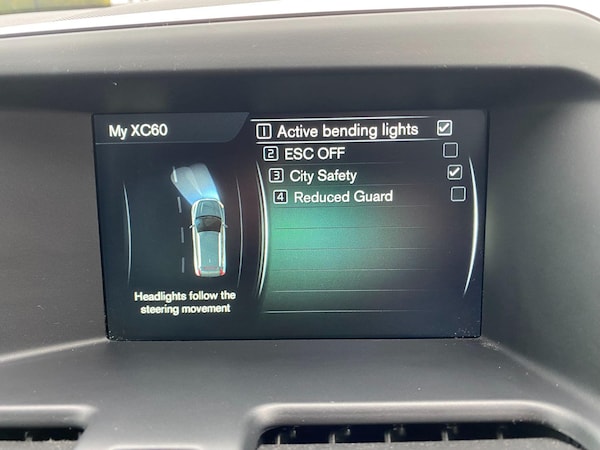 My XC60
1 Active bending lights
2 ESC OFF
3 City Safety
4 Reduced Guard
Headlights follow the
steering movement